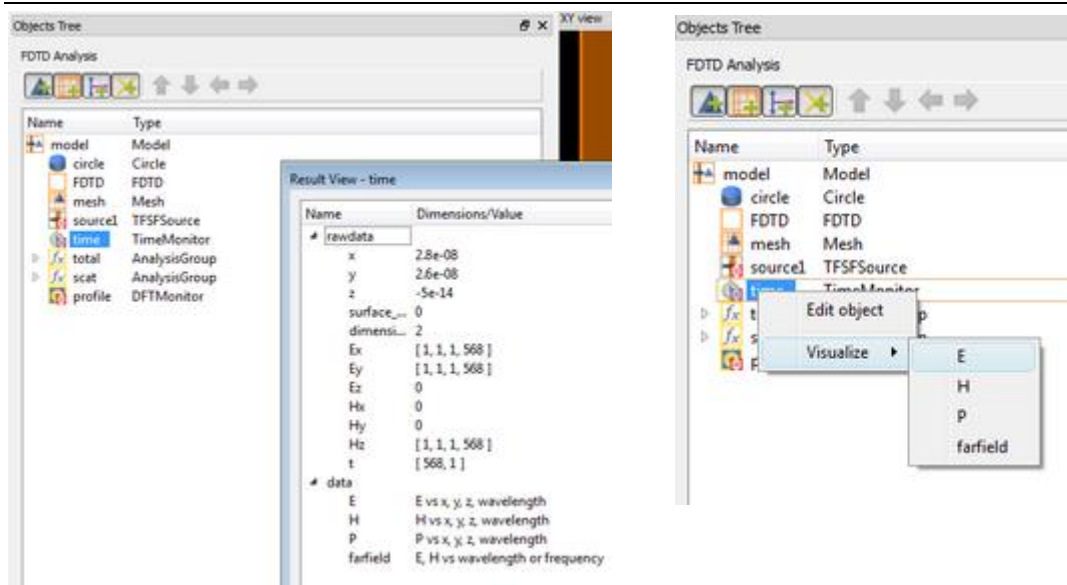 Objects Tree
XY view
FDTD Analysis
Name Type
model Model
circle Circle
FDTD FDTD
mesh Mesh
source1 TFSFSource
time TimeMonitor
total AnalysisGroup
scat AnalysisGroup
profile DFTMonitor
Result View - time
Name Dimensions/Value
rawdata
x 2.8e-08
y 2.6e-08
z -5e-14
surface_... 0
dimensi... 2
Ex [ 1, 1, 1, 568 ]
Ey [ 1, 1, 1, 568 ]
Ez 0
Hx 0
Hy 0
Hz [ 1, 1, 1, 568 ]
t [ 568, 1 ]
data
E E vs x, y, z, wavelength
H H vs x, y, z, wavelength
P P vs x, y, z, wavelength
farfield E, H vs wavelength or frequency
Objects Tree
FDTD Analysis
Name Type
model Model
circle Circle
FDTD FDTD
mesh Mesh
source1 TFSFSource
time TimeMonitor
Edit object
Visualize
E
H
P
farfield